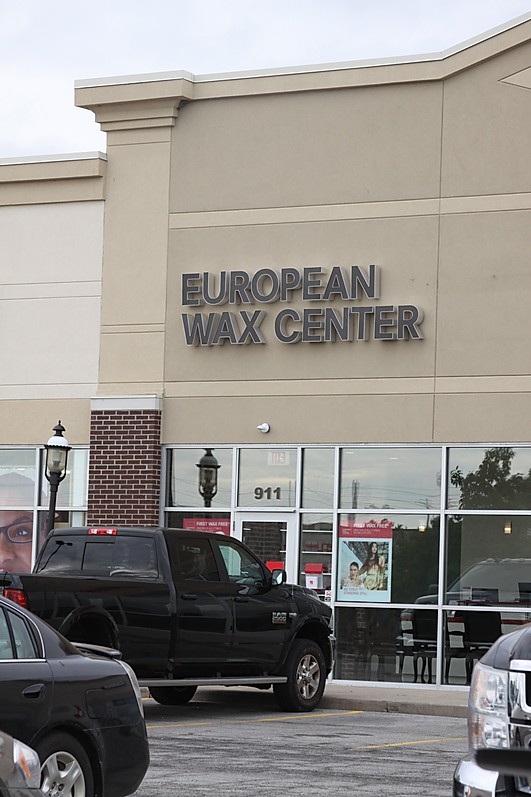 EUROPEAN
WAX CENTER
911
FIRST WAX FREE
FIRST WAX FREE